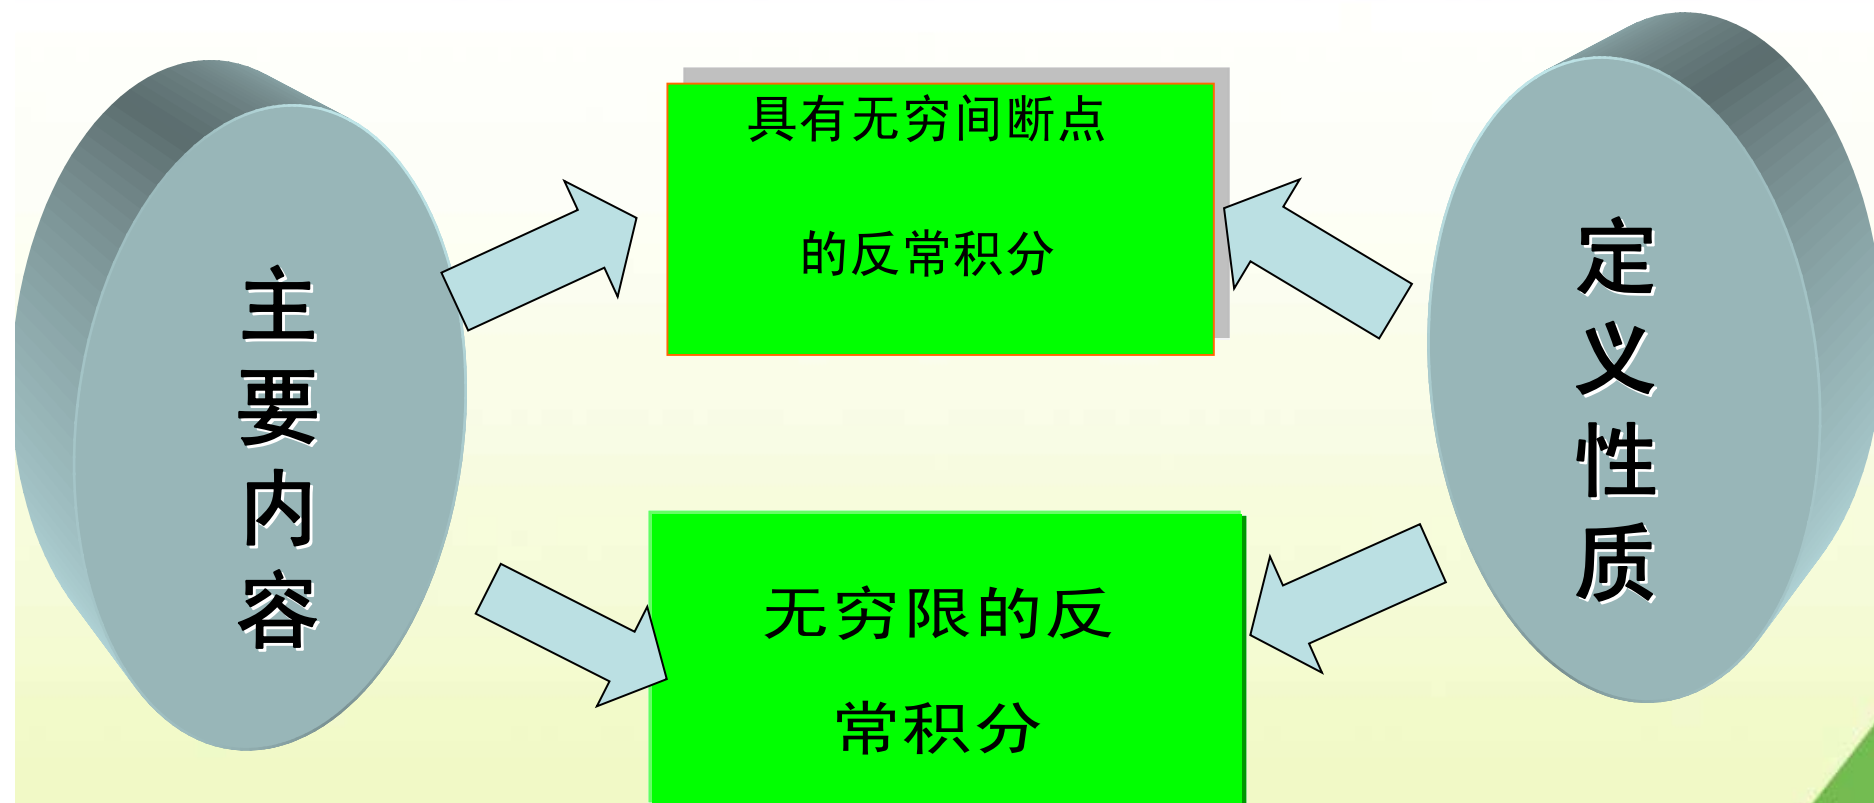 主要内容
具有无穷间断点
的反常积分
无穷限的反
常积分
定义性质